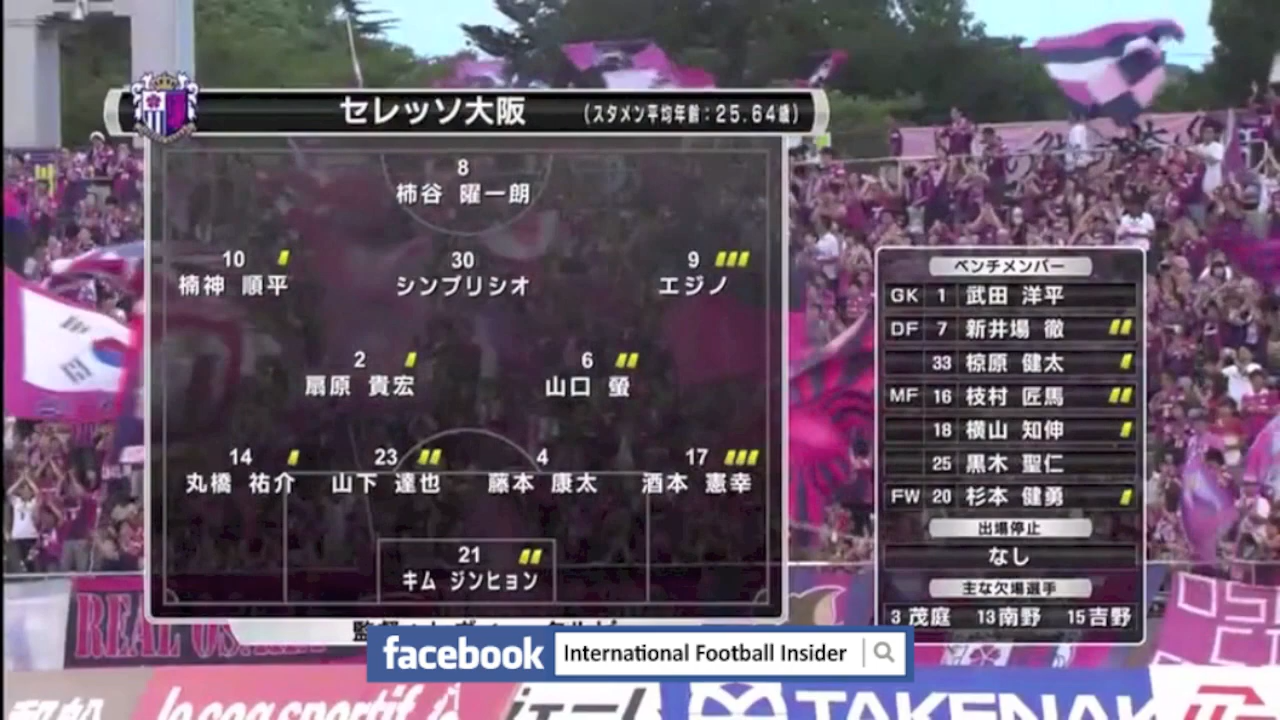 セレッソ大阪 (スタメン平均年齢:25.64歳)
8
柿谷 曜一朗
10 30 9
楠神 順平 シンプリシオ エジノ
2 6
扇原 貴宏 山口 螢
14 23 4 17
丸橋 祐介 山下 達也 藤本 康太 酒本 憲幸
21
キム ジンヒョン
ベンチメンバー
GK 1 武田 洋平
DF 7 新井場 徹
33 椋原 健太
MF 16 枝村 匠馬
18 横山 知伸
25 黒木 聖仁
FW 20 杉本 健勇
出場停止
なし
主な欠場選手
3 茂庭 13 南野 15 吉野
REAL
facebook International Football Insider
le coq sportif
TAKENAK